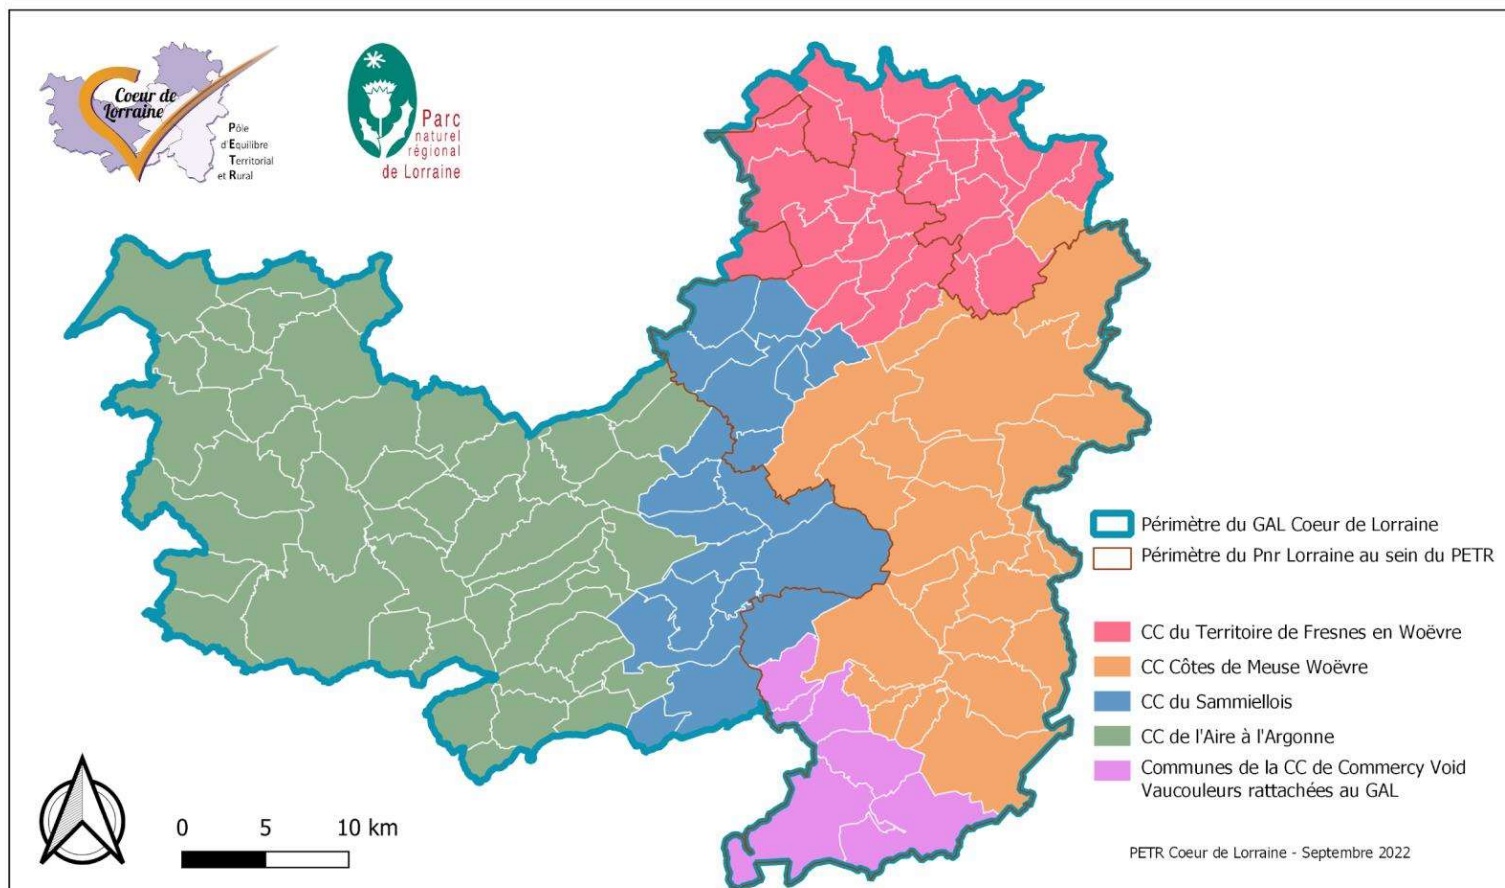 Coeur de
Lorraine
Pôle
d'Equilibre
Territorial
et Rural
Parc
naturel
régional
de Lorraine
Périmètre du GAL Coeur de Lorraine
Périmètre du Pnr Lorraine au sein du PETR
CC du Territoire de Fresnes en Woëvre
CC Côtes de Meuse Woëvre
CC du Sammiellois
CC de l'Aire à l'Argonne
Communes de la CC de Commercy Void
Vaucouleurs rattachées au GAL
0 5 10 km
PETR Coeur de Lorraine - Septembre 2022